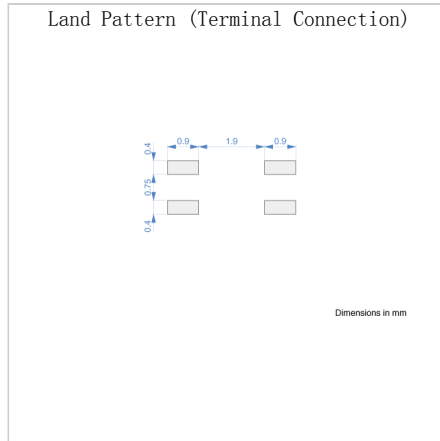 Land Pattern (Terminal Connection)
0.9 1.9 0.9
0.4
0.75
0.4
Dimensions in mm